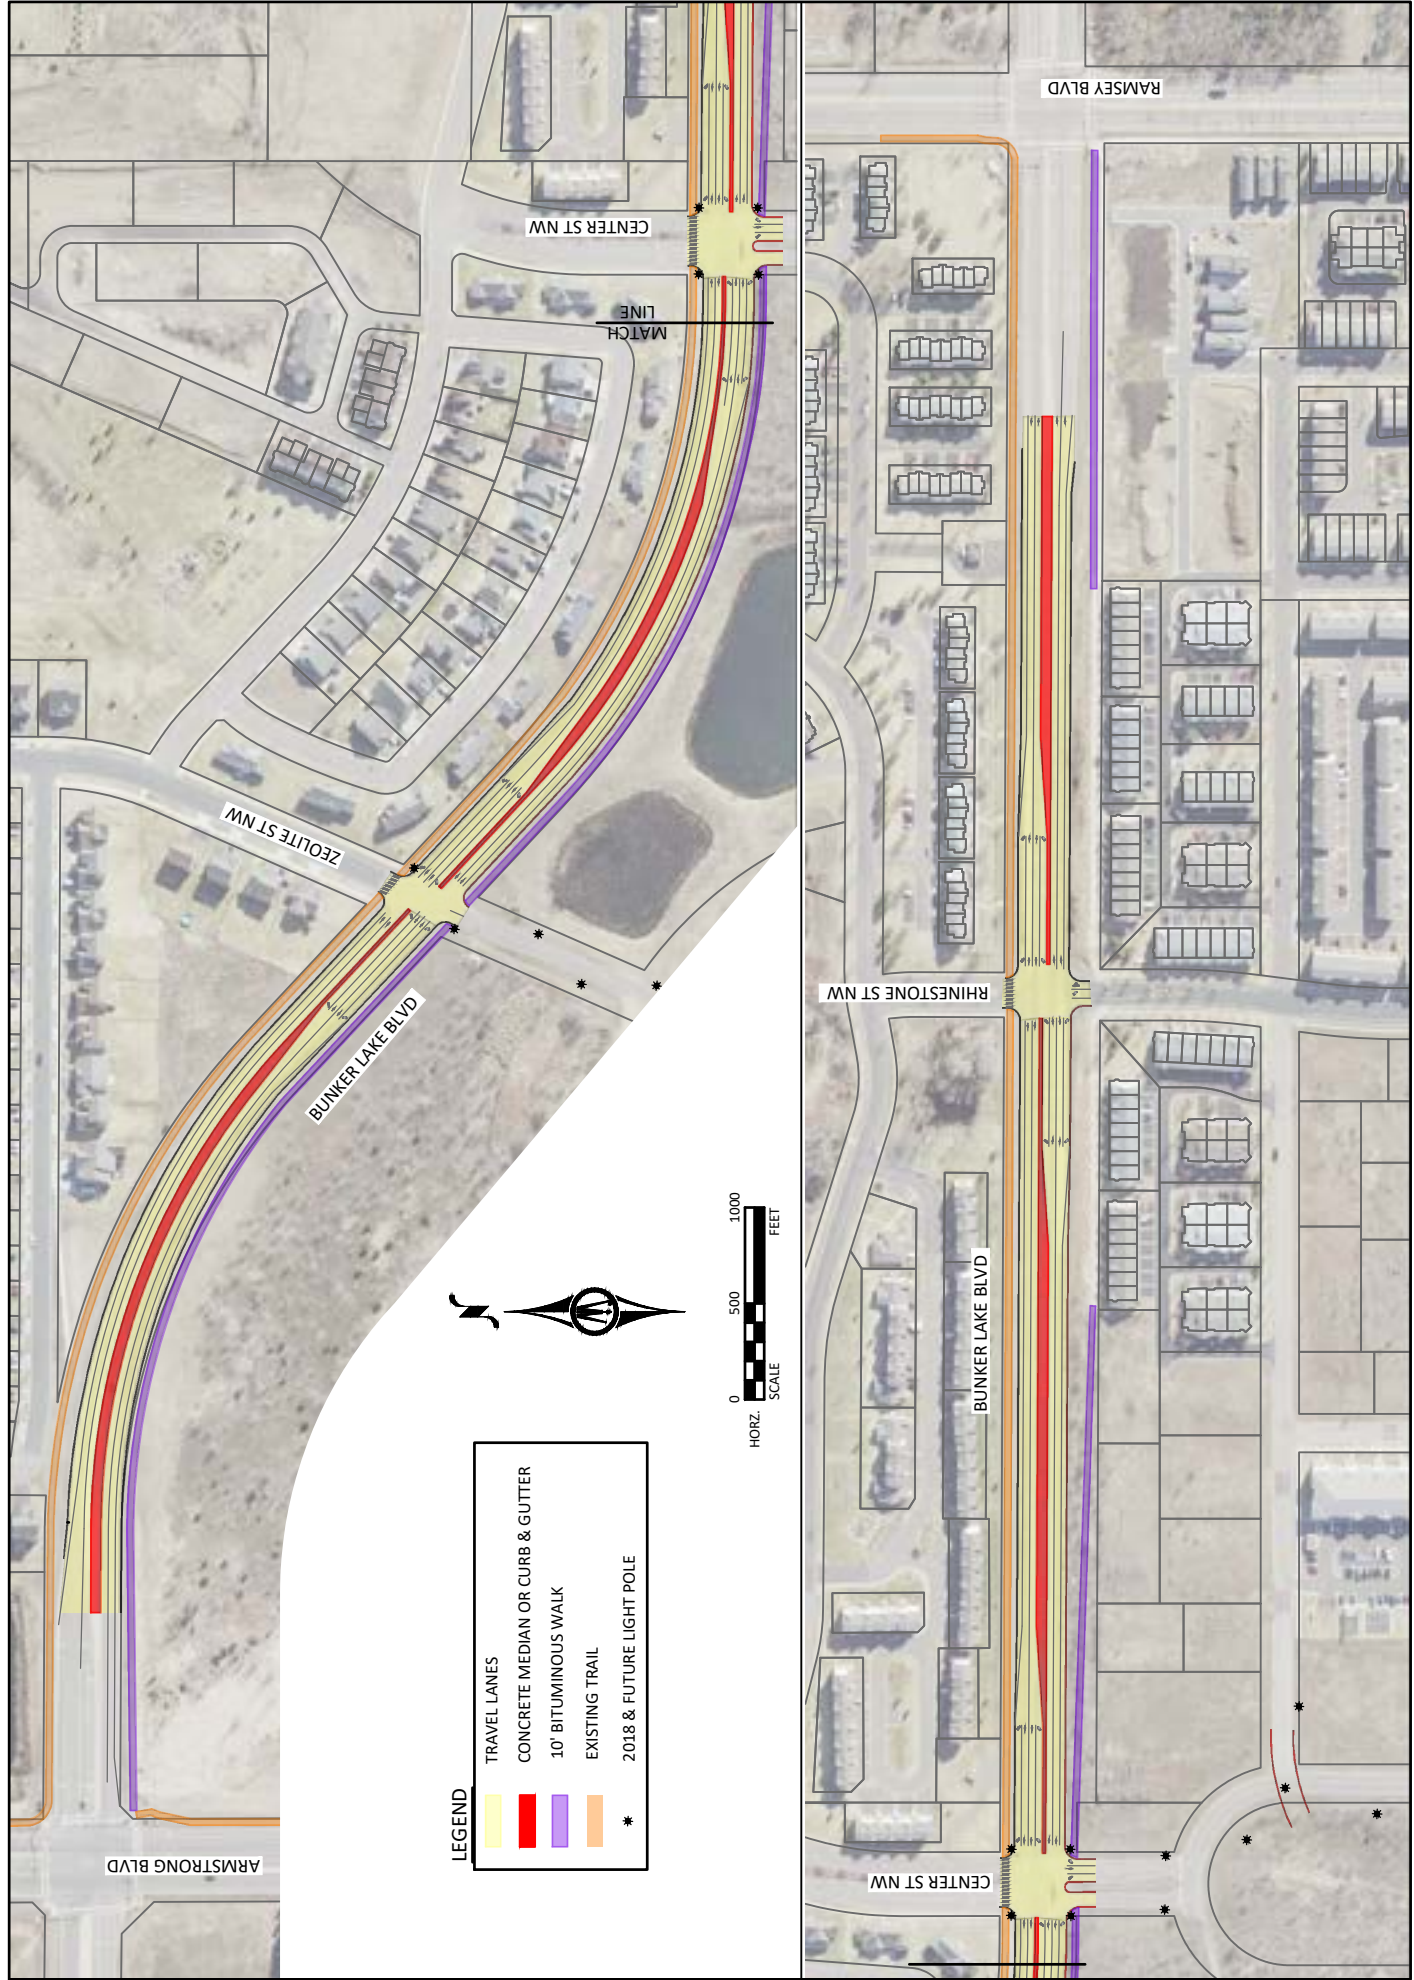 ARMSTRONG BLVD
BUNKER LAKE BLVD
ZEOLITE ST NW
MATCH
LINE
CENTER ST NW
LEGEND
TRAVEL LANES
CONCRETE MEDIAN OR CURB & GUTTER
10' BITUMINOUS WALK
EXISTING TRAIL
2018 & FUTURE LIGHT POLE
N
0 500 1000
HORZ.
SCALE FEET
CENTER ST NW
BUNKER LAKE BLVD
RHINESTONE ST NW
RAMSEY BLVD